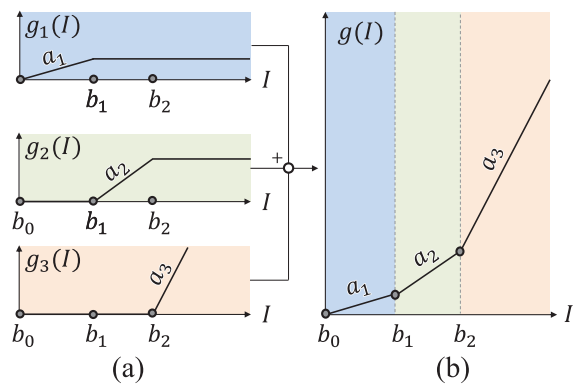 g₁(I)
a₁
I
b₁ b₂
g₂(I)
a₂
I
b₀ b₁ b₂
+
g₃(I)
a₃
I
b₀ b₁ b₂
(a)
g(I)
a₃
a₂
a₁
I
b₀ b₁ b₂
(b)